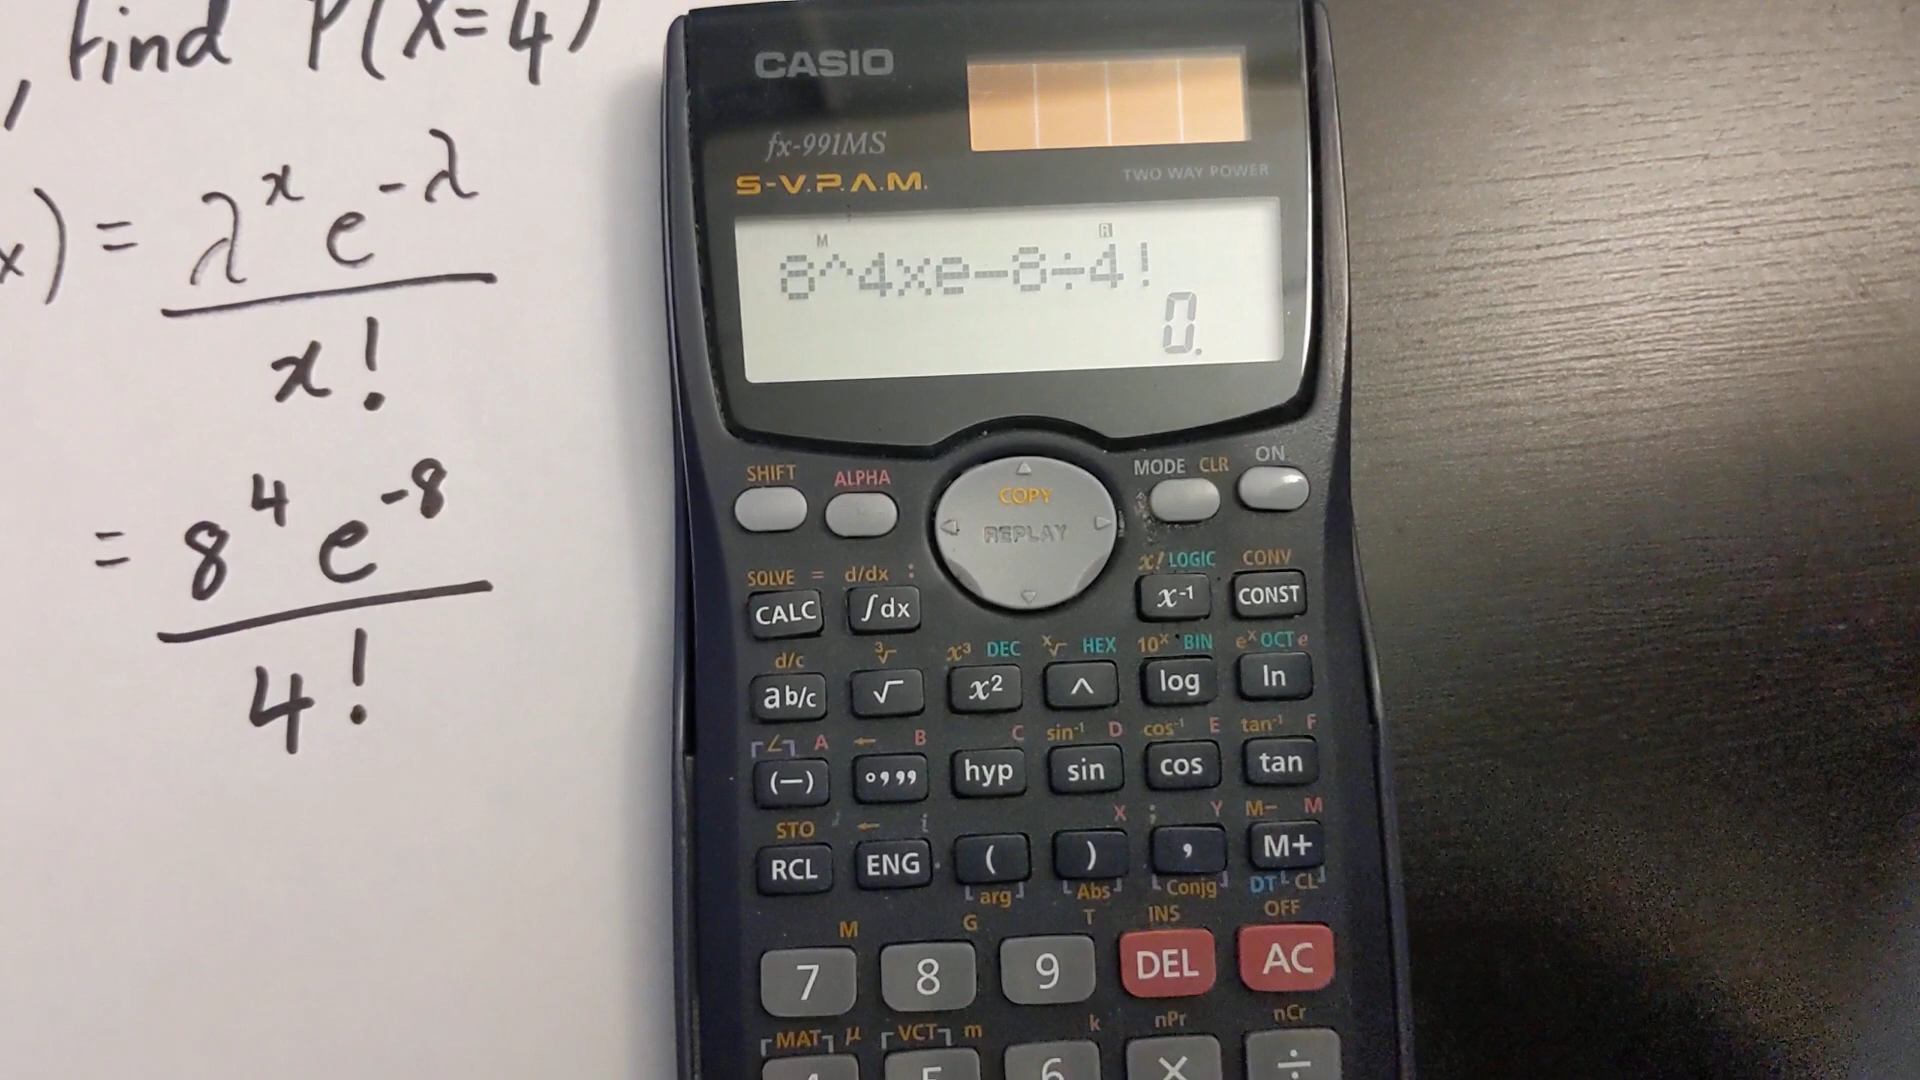 , Find P(X=4)
x) = λ^x e^-λ
x!
= 8^4 e^-8
4!
CASIO
fx-991MS
S-V.P.A.M.
TWO WAY POWER
M
8^4xe-8÷4!
0.
SHIFT ALPHA MODE CLR ON
COPY
REPLAY
SOLVE = d/dx : x! LOGIC CONV
CALC ∫dx x-1 CONST
d/c 3√ x3 DEC x√ HEX 10x BIN ex OCT e
ab/c √ x2 ^ log ln
∠ A ← B C sin-1 D cos-1 E tan-1 F
(−) °,,, hyp sin cos tan
STO ← i X ; Y M− M
RCL ENG ( ) , M+
arg Abs Conjg DT CL
M G T INS OFF
7 8 9 DEL AC
MAT µ VCT m k nPr nCr
6 × ÷